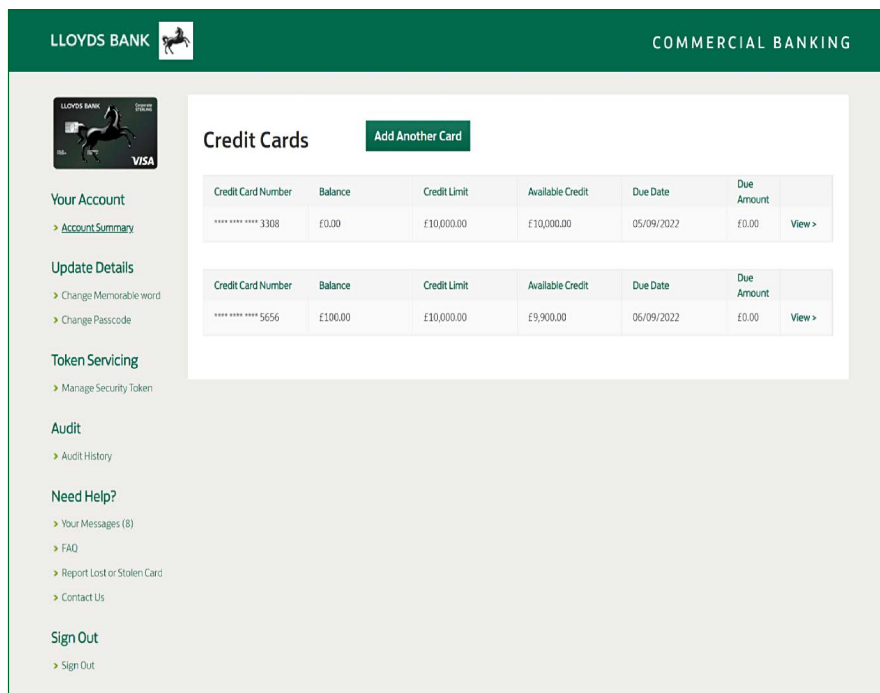 LLOYDS BANK
COMMERCIAL BANKING
LLOYDS BANK
Corporate
STERLING
VISA
Credit Cards
Add Another Card
Your Account
Account Summary
Update Details
Change Memorable word
Change Passcode
Token Servicing
Manage Security Token
Audit
Audit History
Need Help?
Your Messages (8)
FAQ
Report Lost or Stolen Card
Contact Us
Sign Out
Sign Out
Credit Card Number Balance Credit Limit Available Credit Due Date Due Amount
**** **** **** 3308 £0.00 £10,000.00 £10,000.00 05/09/2022 £0.00 View >
Credit Card Number Balance Credit Limit Available Credit Due Date Due Amount
**** **** **** 5656 £100.00 £10,000.00 £9,900.00 06/09/2022 £0.00 View >